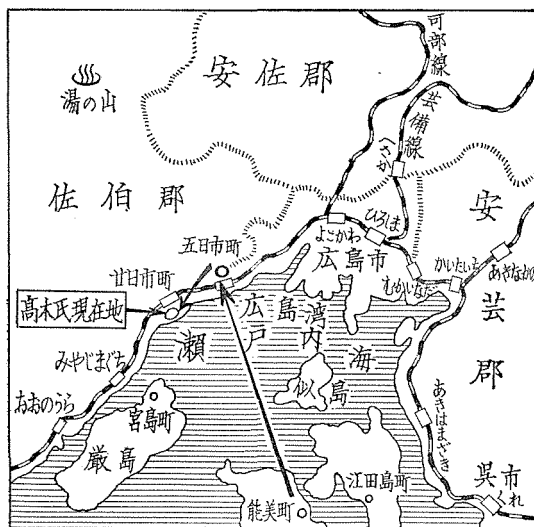 可部線
芸備線
安佐郡
湯の山
佐伯郡
くさか
安芸郡
五日市町
よこかわ
ひろしま
広島市
むかいなだ
かいたいち
あさなかの
廿日市町
高木氏現在地
広島湾
瀬戸内海
似島
みやじまぐち
おおのうら
宮島町
厳島
あきはまざき
江田島町
能美町
呉市
くれ